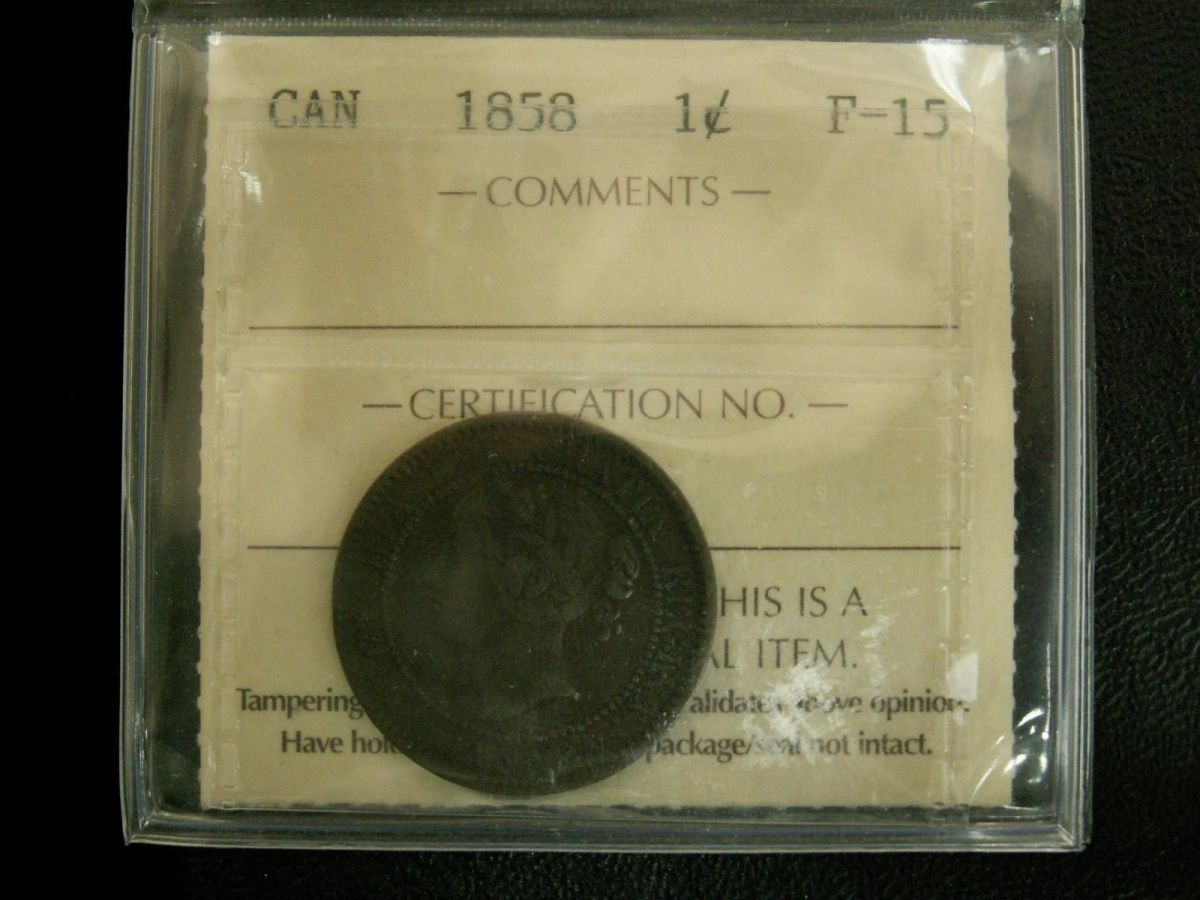 CAN 1858 1¢ F-15
— COMMENTS —
— CERTIFICATION NO. —
HIS IS A
AL ITEM.
Tampering alidates above opinion.
Have hol package/seal not intact.